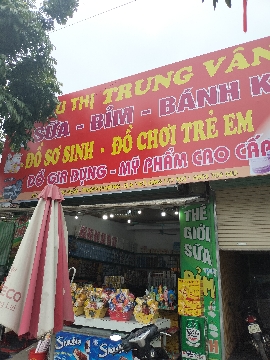 THỊ TRUNG VÂN
SỮA - BỈM - BÁNH K
ĐỒ SƠ SINH - ĐỒ CHƠI TRẺ EM
ĐỒ GIA DỤNG - MỸ PHẨM CAO CẤP
THẾ
GIỚI
SỮA
BỈM